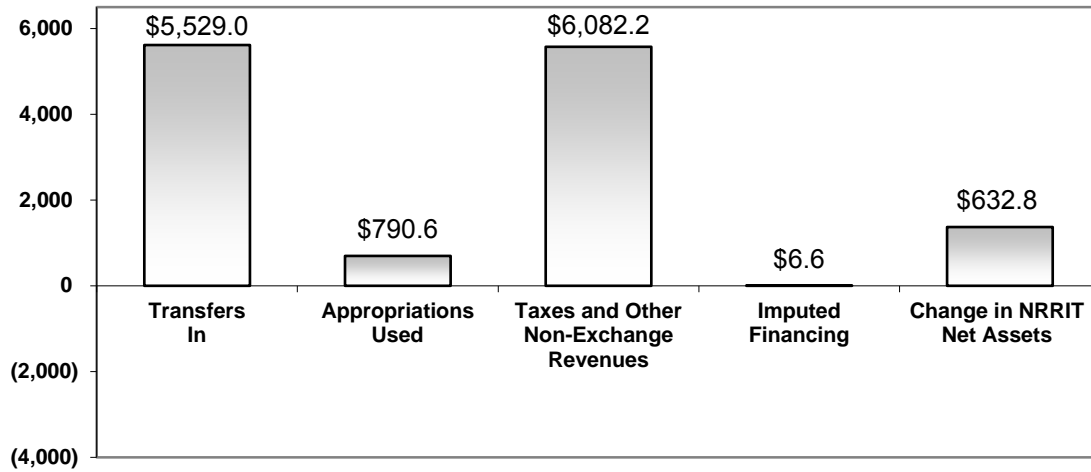 6,000
4,000
2,000
0
(2,000)
(4,000)
$5,529.0
$790.6
$6,082.2
$6.6
$632.8
Transfers
In
Appropriations
Used
Taxes and Other
Non-Exchange
Revenues
Imputed
Financing
Change in NRRIT
Net Assets